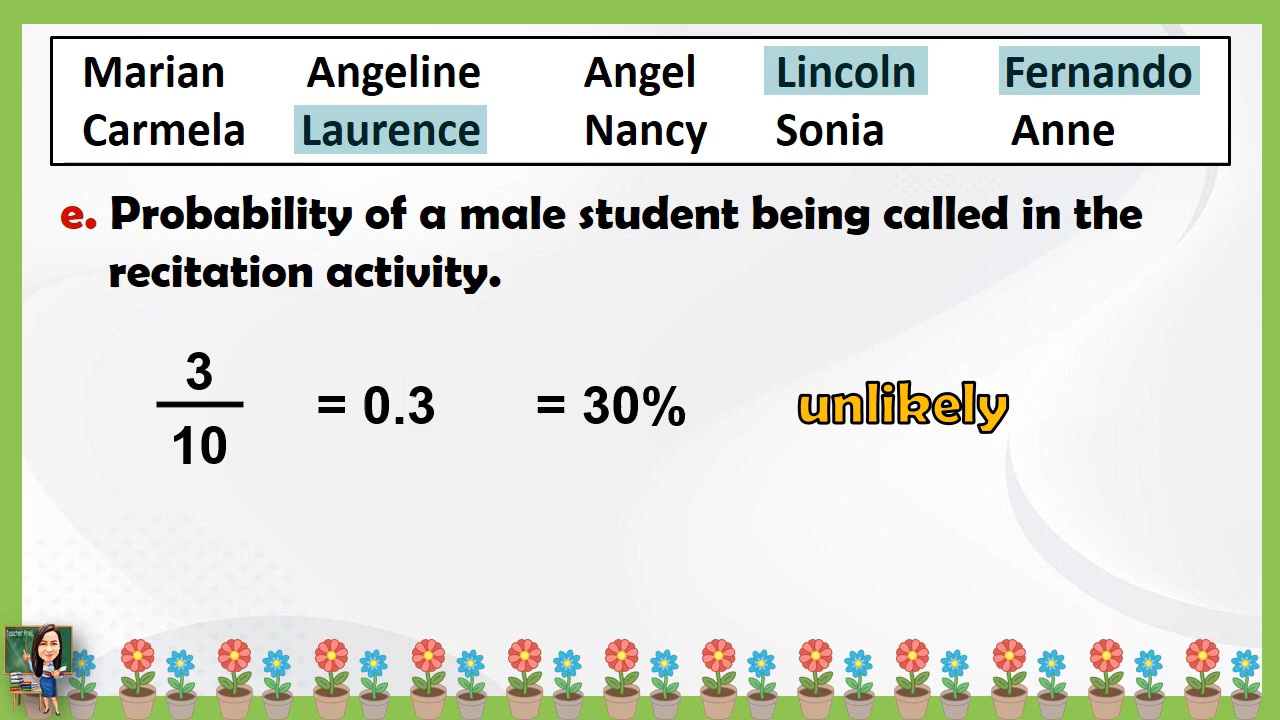 Marian Angeline Angel Lincoln Fernando
Carmela Laurence Nancy Sonia Anne
e. Probability of a male student being called in the
recitation activity.
3
10
= 0.3 = 30% unlikely